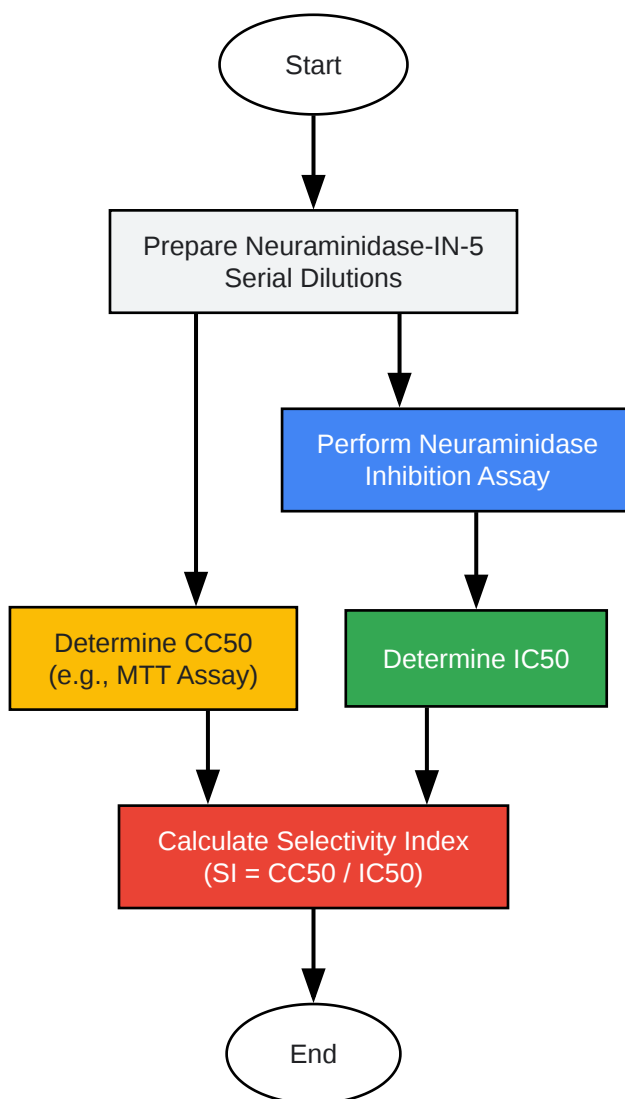 Start
Prepare Neuraminidase-IN-5
Serial Dilutions
Perform Neuraminidase
Inhibition Assay
Determine CC50
(e.g., MTT Assay)
Determine IC50
Calculate Selectivity Index
(SI = CC50 / IC50)
End